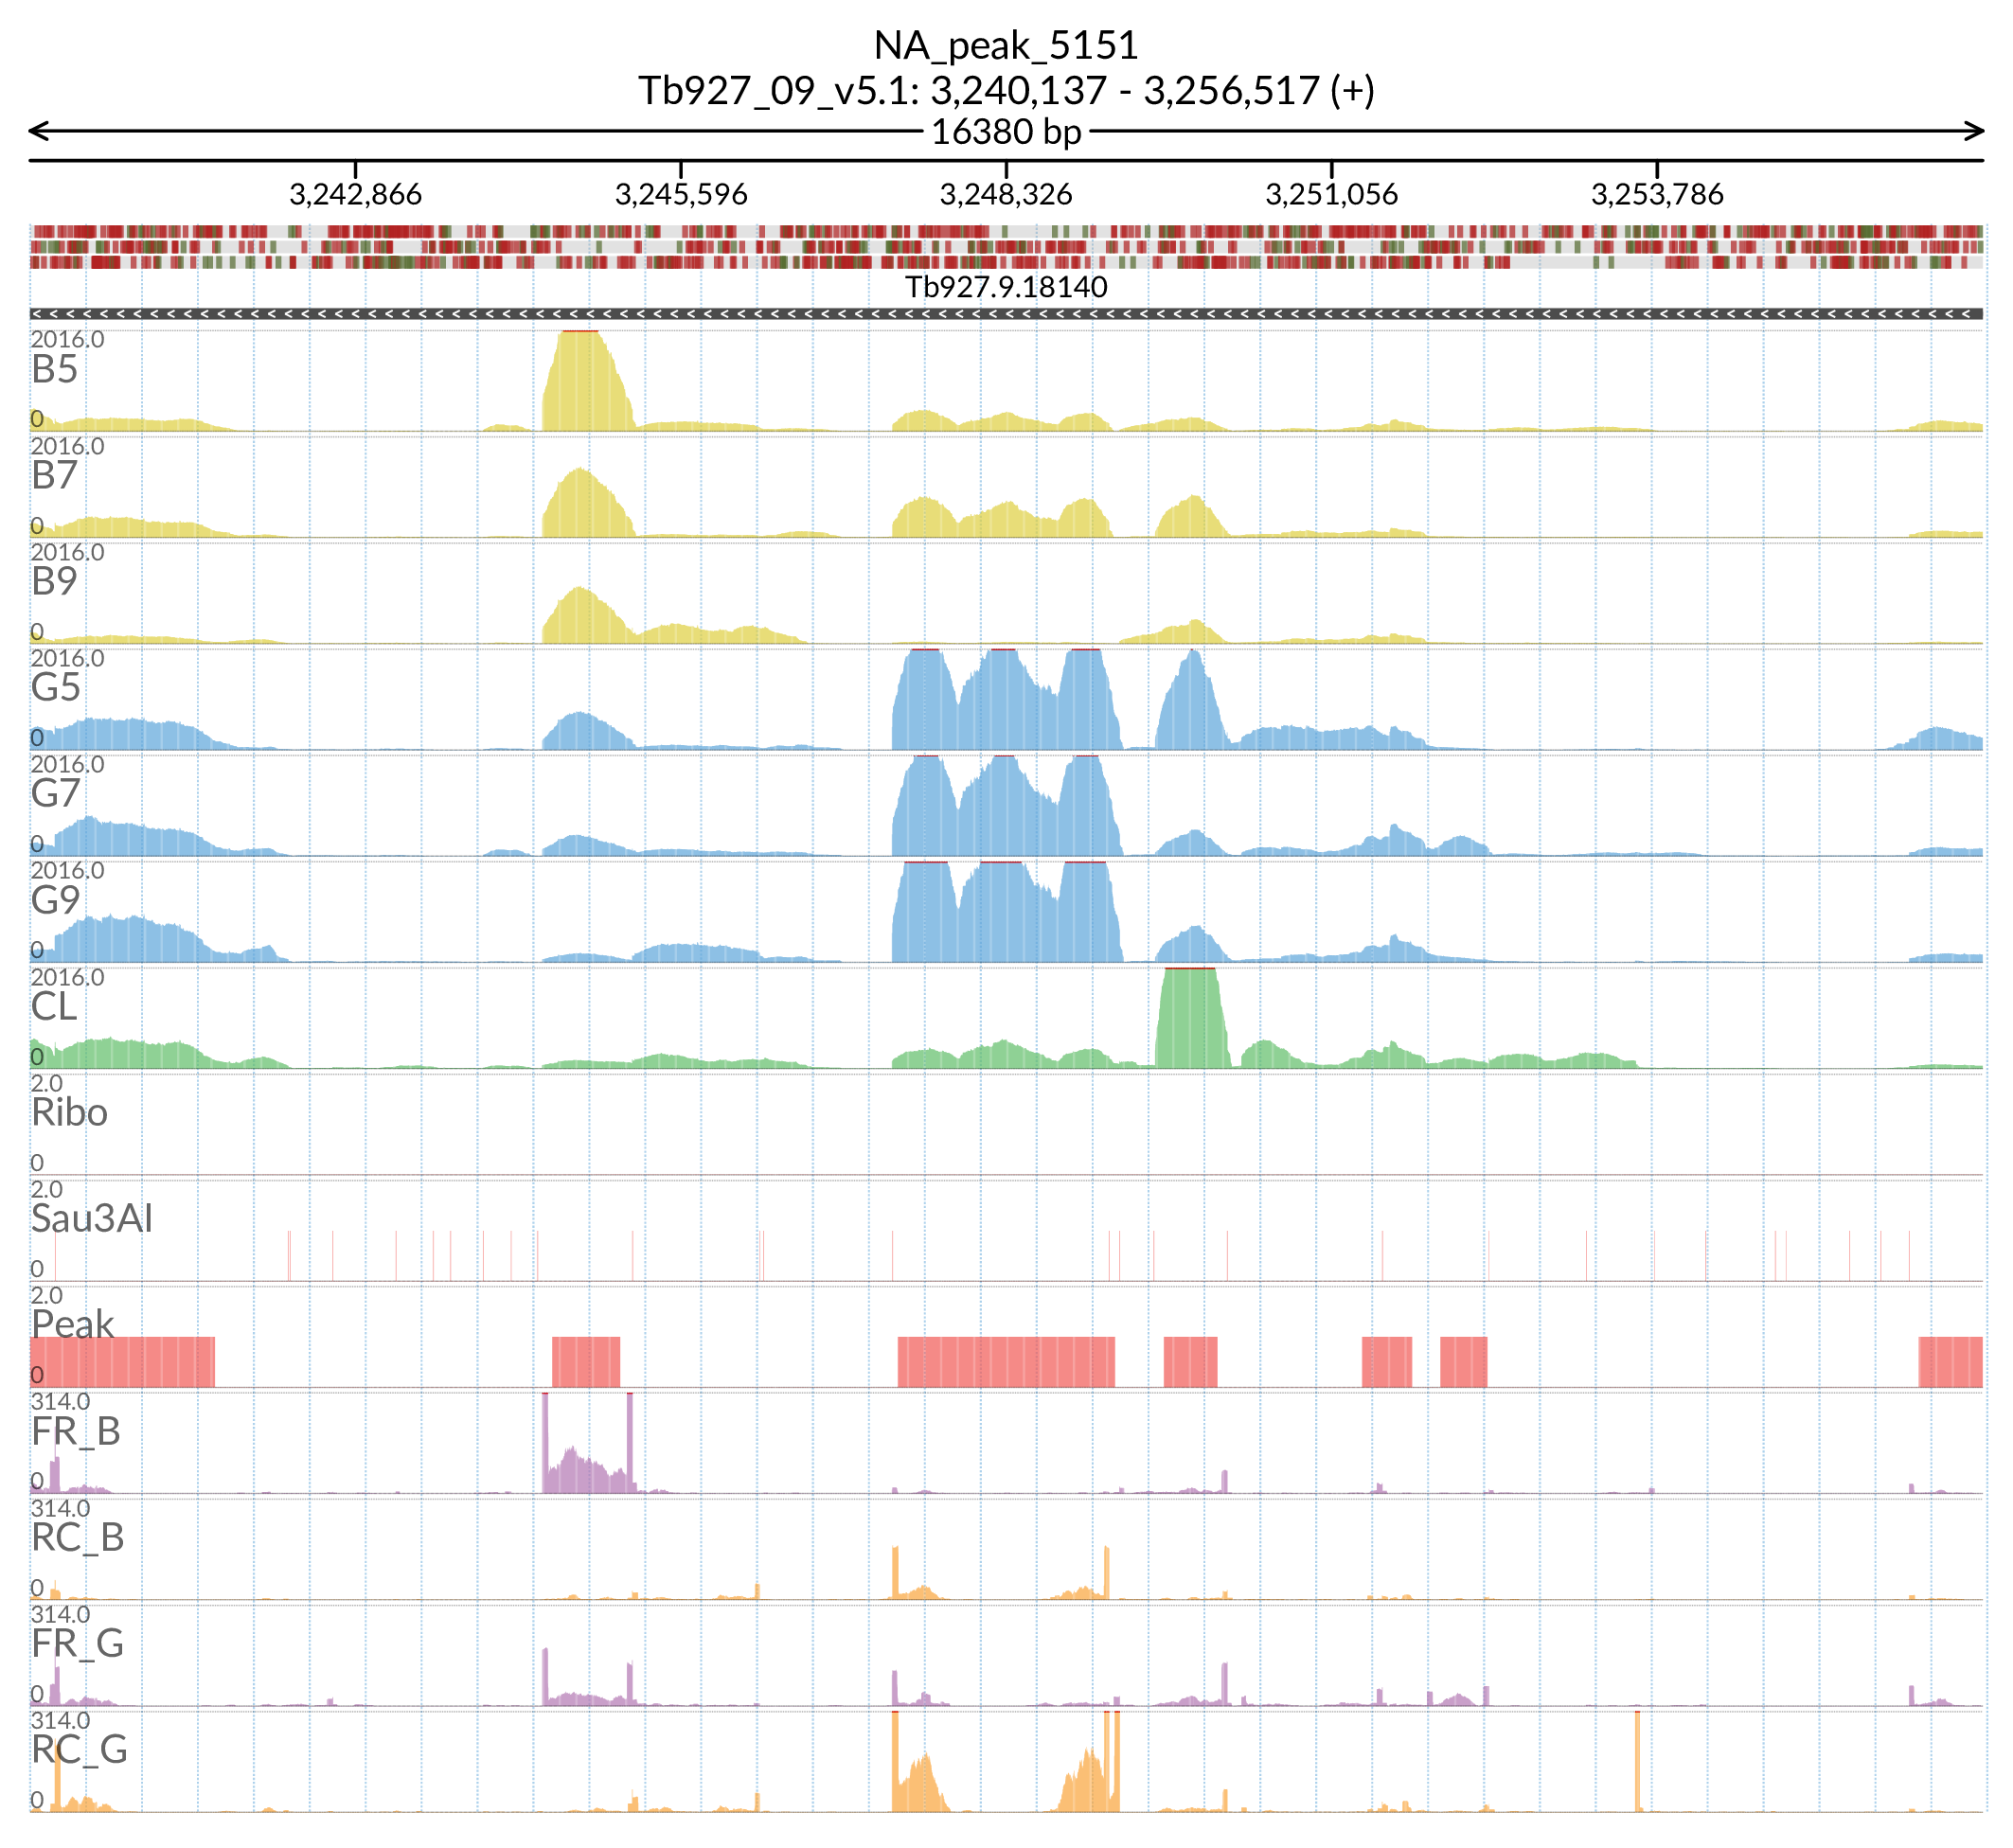 NA_peak_5151
Tb927_09_v5.1: 3,240,137 - 3,256,517 (+)
16380 bp
3,242,866 3,245,596 3,248,326 3,251,056 3,253,786
Tb927.9.18140
2016.0
B5
0
2016.0
B7
0
2016.0
B9
0
2016.0
G5
0
2016.0
G7
0
2016.0
G9
0
2016.0
CL
0
2.0
Ribo
0
2.0
Sau3AI
0
2.0
Peak
0
314.0
FR_B
0
314.0
RC_B
0
314.0
FR_G
0
314.0
RC_G
0